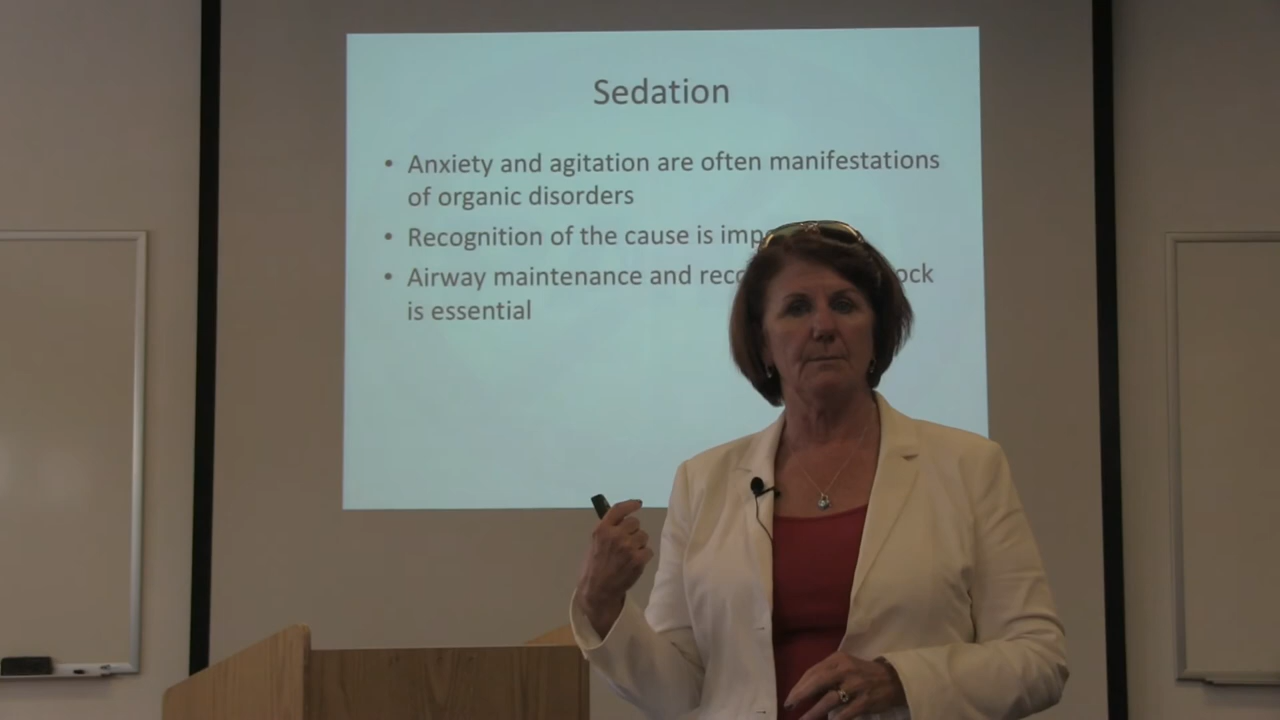 Sedation
• Anxiety and agitation are often manifestations
of organic disorders
• Recognition of the cause is imp
• Airway maintenance and reco ock
is essential